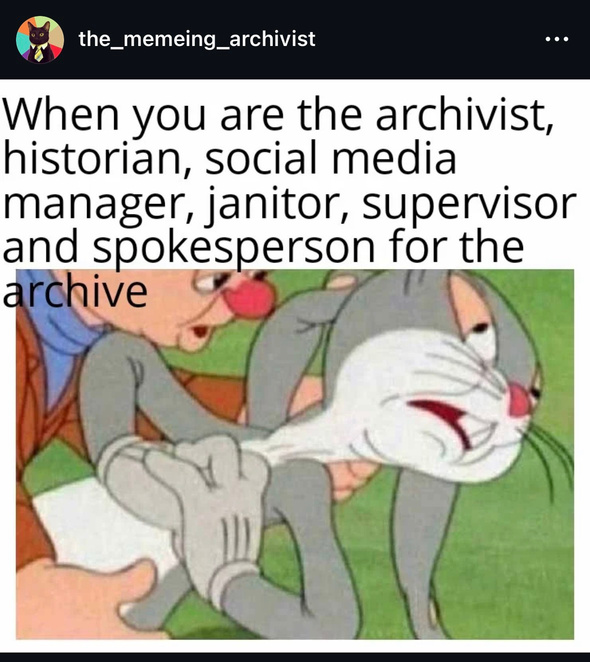 the_memeing_archivist
When you are the archivist,
historian, social media
manager, janitor, supervisor
and spokesperson for the
archive